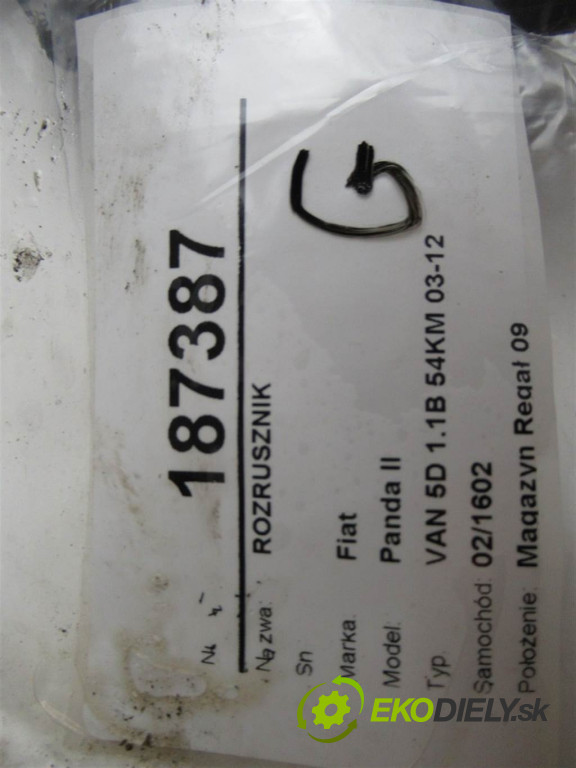 187387
Nazwa: ROZRUSZNIK
Sn
Marka Fiat
Model: Panda II
Typ VAN 5D 1.1B 54KM 03-12
Samochód: 02/1602
Położenie: Magazyn Regał 09
G
EKODIELY.sk